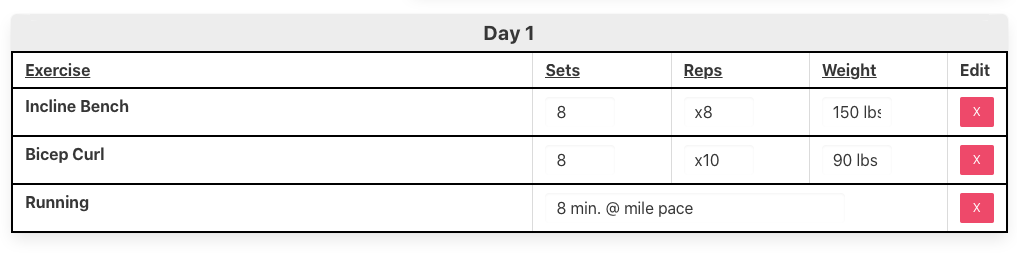 Day 1
Exercise Sets Reps Weight Edit
Incline Bench 8 x8 150 lbs X
Bicep Curl 8 x10 90 lbs X
Running 8 min. @ mile pace X